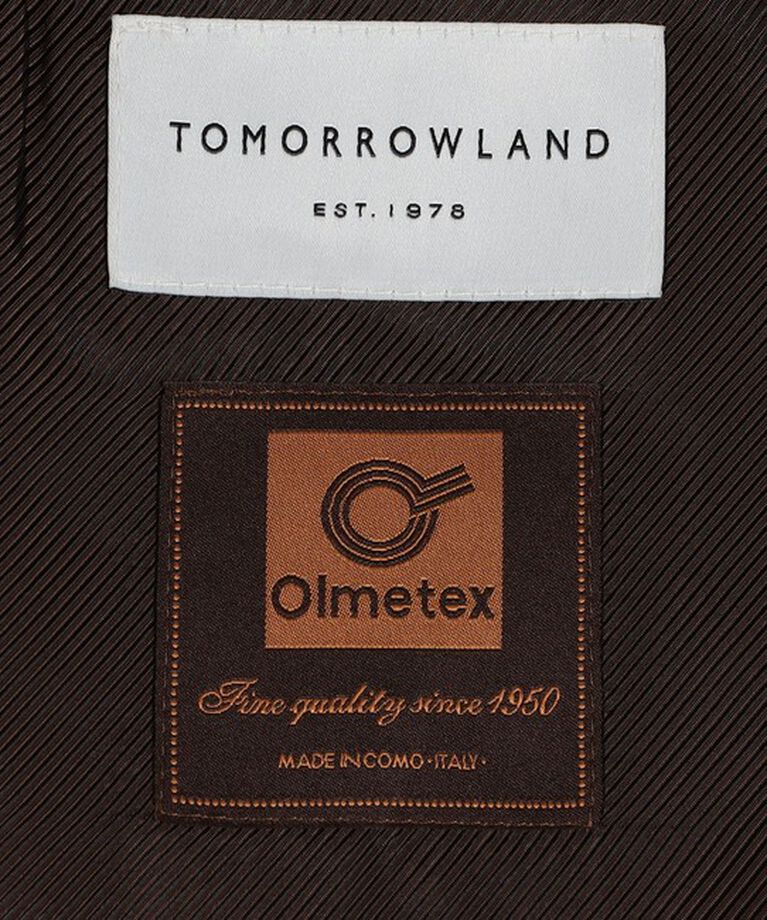 TOMORROWLAND
EST. 1978
Olmetex
Fine quality since 1950
MADE IN COMO·ITALY·